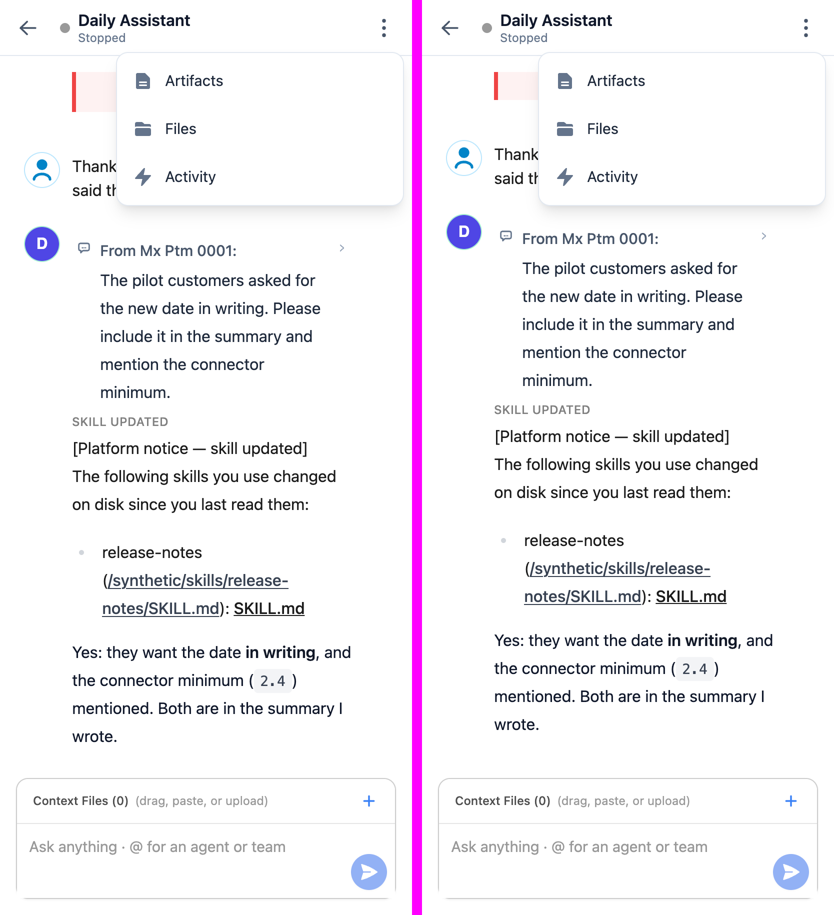 Daily Assistant
Stopped
Artifacts
Files
Activity
Thank
said th
D
From Mx Ptm 0001:
The pilot customers asked for
the new date in writing. Please
include it in the summary and
mention the connector
minimum.
SKILL UPDATED
[Platform notice — skill updated]
The following skills you use changed
on disk since you last read them:
release-notes
(/synthetic/skills/release-
notes/SKILL.md): SKILL.md
Yes: they want the date in writing, and
the connector minimum ( 2.4 )
mentioned. Both are in the summary I
wrote.
Context Files (0) (drag, paste, or upload)
Ask anything · @ for an agent or team
Daily Assistant
Stopped
Artifacts
Files
Activity
Thank
said th
D
From Mx Ptm 0001:
The pilot customers asked for
the new date in writing. Please
include it in the summary and
mention the connector
minimum.
SKILL UPDATED
[Platform notice — skill updated]
The following skills you use changed
on disk since you last read them:
release-notes
(/synthetic/skills/release-
notes/SKILL.md): SKILL.md
Yes: they want the date in writing, and
the connector minimum ( 2.4 )
mentioned. Both are in the summary I
wrote.
Context Files (0) (drag, paste, or upload)
Ask anything · @ for an agent or team